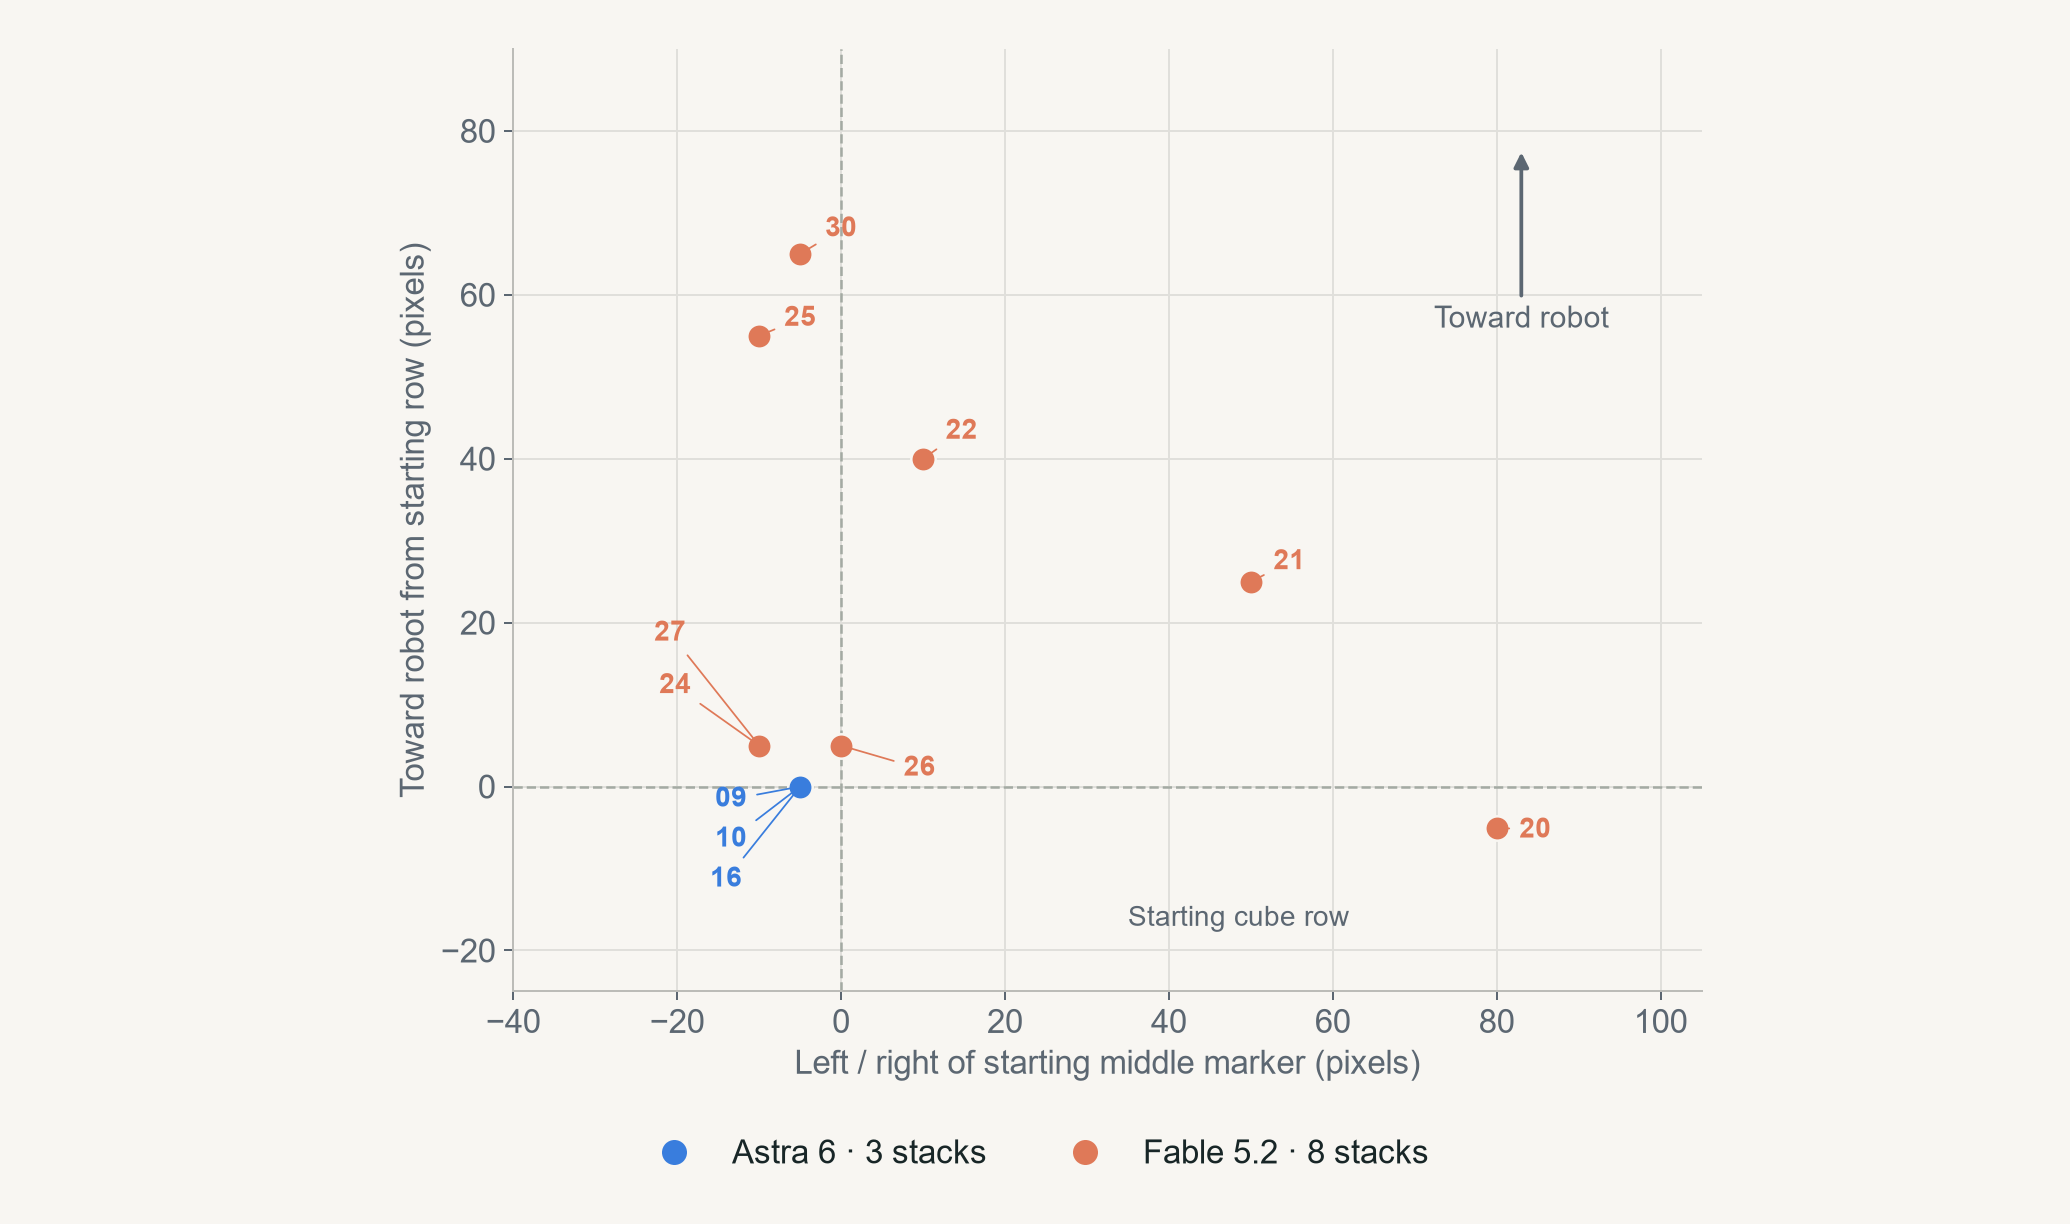 80
60
40
20
0
−20
Toward robot from starting row (pixels)
30
25
22
21
27
24
26
09
10
16
20
Toward robot
Starting cube row
−40 −20 0 20 40 60 80 100
Left / right of starting middle marker (pixels)
Astra 6 · 3 stacks
Fable 5.2 · 8 stacks